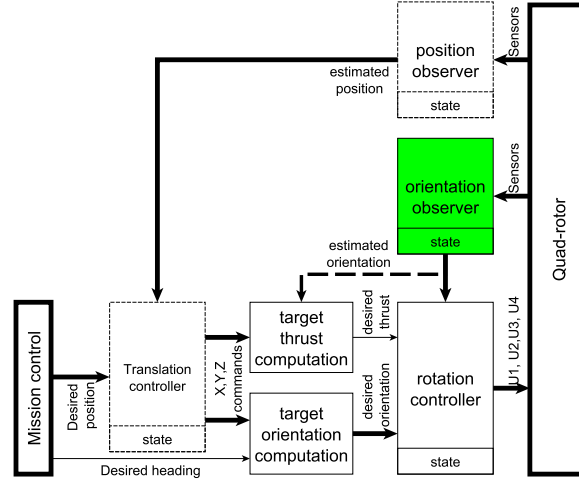 position
observer
state
Sensors
estimated
position
orientation
observer
state
Sensors
estimated
orientation
Quad-rotor
Mission control
Desired
position
Translation
controller
state
X,Y,Z
commands
target
thrust
computation
desired
thrust
target
orientation
computation
desired
orientation
rotation
controller
state
U1, U2,U3, U4
Desired heading